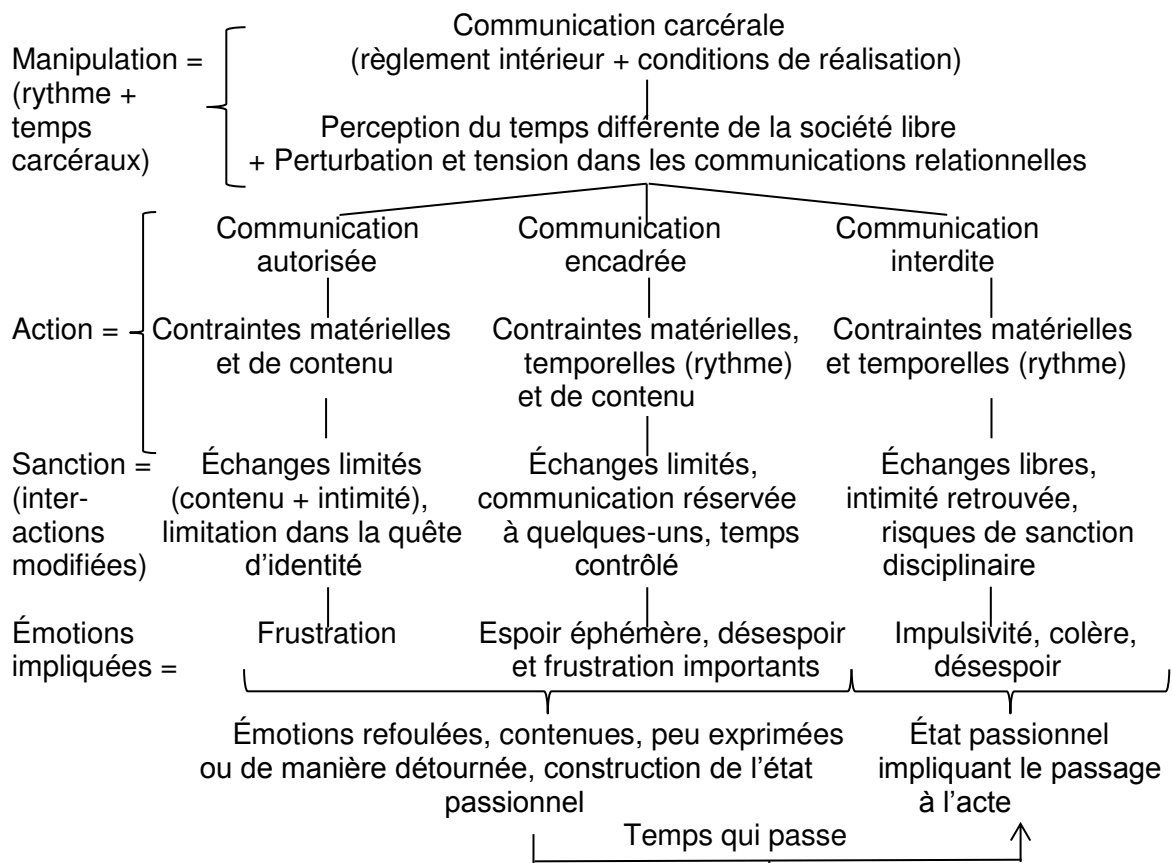 Communication carcérale
Manipulation = (règlement intérieur + conditions de réalisation)
(rythme +
temps Perception du temps différente de la société libre
carcéraux) + Perturbation et tension dans les communications relationnelles
Communication Communication Communication
autorisée encadrée interdite
Action = Contraintes matérielles Contraintes matérielles, Contraintes matérielles
et de contenu temporelles (rythme) et temporelles (rythme)
et de contenu
Sanction = Échanges limités Échanges limités, Échanges libres,
(inter- (contenu + intimité), communication réservée intimité retrouvée,
actions limitation dans la quête à quelques-uns, temps risques de sanction
modifiées) d’identité contrôlé disciplinaire
Émotions Frustration Espoir éphémère, désespoir Impulsivité, colère,
impliquées = et frustration importants désespoir
Émotions refoulées, contenues, peu exprimées État passionnel
ou de manière détournée, construction de l’état impliquant le passage
passionnel à l’acte
Temps qui passe